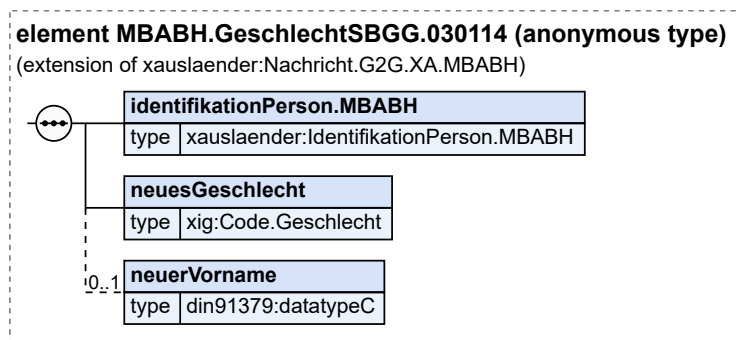 element MBABH.GeschlechtSBGG.030114 (anonymous type)
(extension of xauslaender:Nachricht.G2G.XA.MBABH)
identifikationPerson.MBABH
type xauslaender:IdentifikationPerson.MBABH
neuesGeschlecht
type xig:Code.Geschlecht
0..1 neuerVorname
type din91379:datatypeC